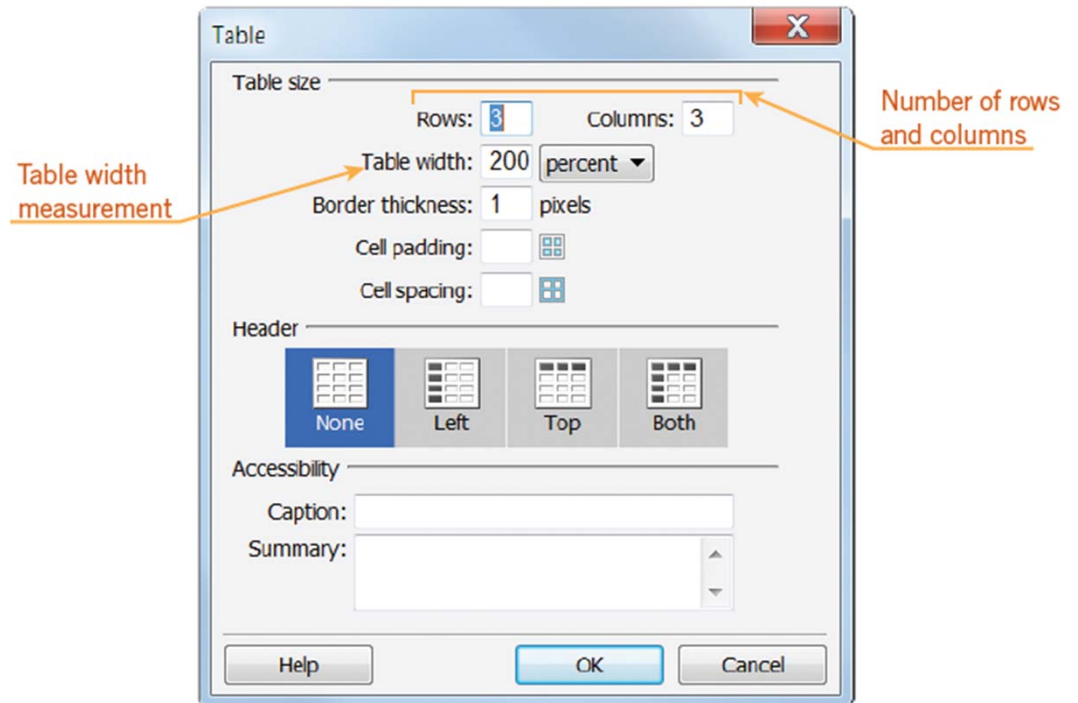 Table
Table size
Rows: 3 Columns: 3
Number of rows
and columns
Table width: 200 percent
Table width
measurement
Border thickness: 1 pixels
Cell padding:
Cell spacing:
Header
None Left Top Both
Accessibility
Caption:
Summary:
Help OK Cancel